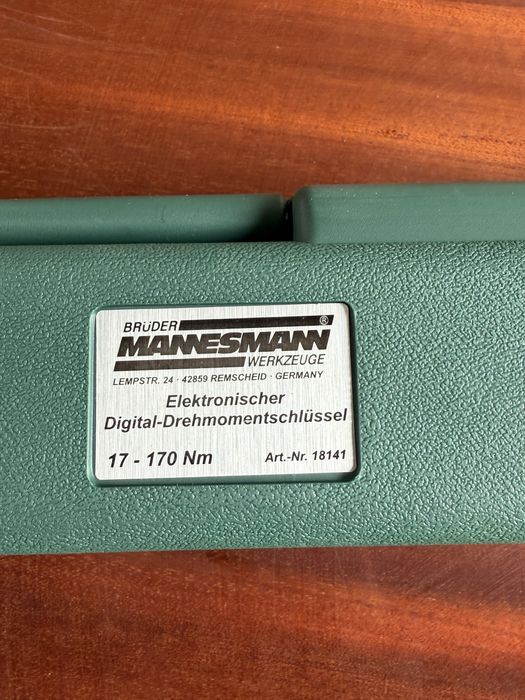 BRÜDER
MANNESMANN®
WERKZEUGE
LEMPSTR. 24 · 42859 REMSCHEID · GERMANY
Elektronischer
Digital-Drehmomentschlüssel
17 - 170 Nm Art.-Nr. 18141